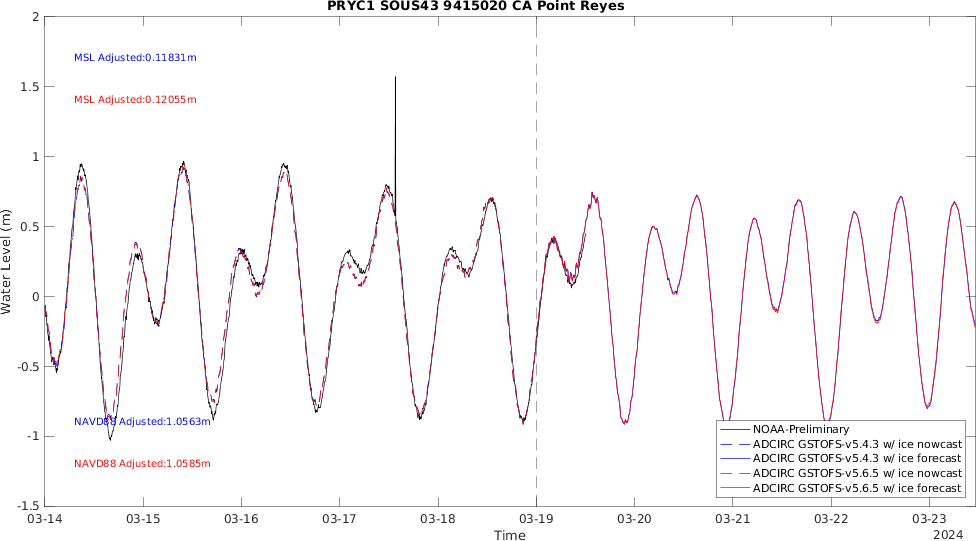 PRYC1 SOUS43 9415020 CA Point Reyes
2
MSL Adjusted:0.11831m
1.5
MSL Adjusted:0.12055m
1
0.5
Water Level (m)
0
-0.5
NAVD88 Adjusted:1.0563m
-1
NAVD88 Adjusted:1.0585m
-1.5
NOAA-Preliminary
ADCIRC GSTOFS-v5.4.3 w/ ice nowcast
ADCIRC GSTOFS-v5.4.3 w/ ice forecast
ADCIRC GSTOFS-v5.6.5 w/ ice nowcast
ADCIRC GSTOFS-v5.6.5 w/ ice forecast
03-14 03-15 03-16 03-17 03-18 03-19 03-20 03-21 03-22 03-23
Time
2024